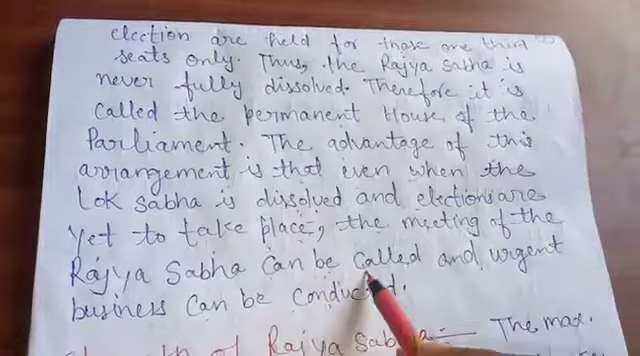 election are held for those one third
seats only. Thus, the Rajya Sabha is
never fully dissolved. Therefore it is
called the permanent House, of the
Parliament. The advantage of this
arrangement is that even when the
Lok Sabha is dissolved and election are
yet to take place, the meeting of the
Rajya Sabha can be called and urgent
business can be conducted.
of Rajya Sabha:— The max.